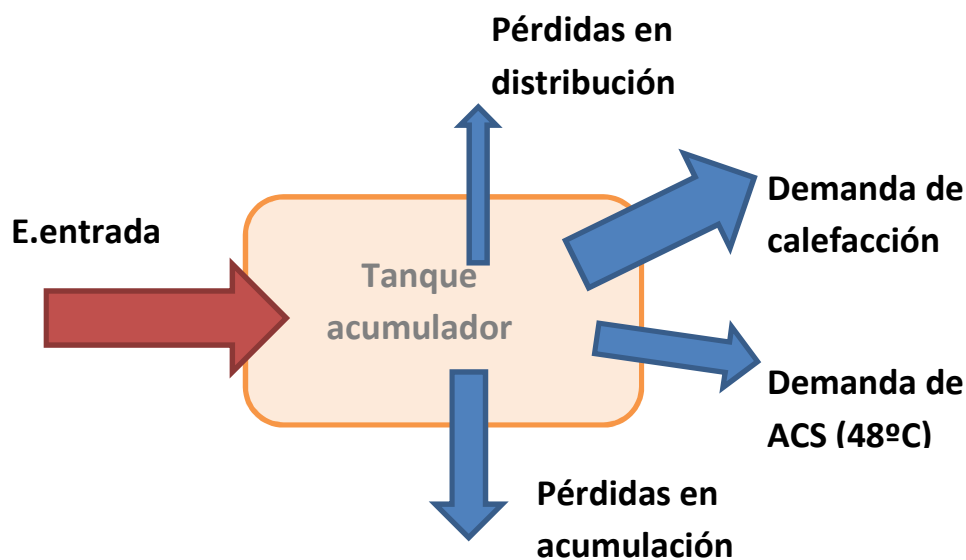 Pérdidas en
distribución
E.entrada
Tanque
acumulador
Demanda de
calefacción
Demanda de
ACS (48ºC)
Pérdidas en
acumulación